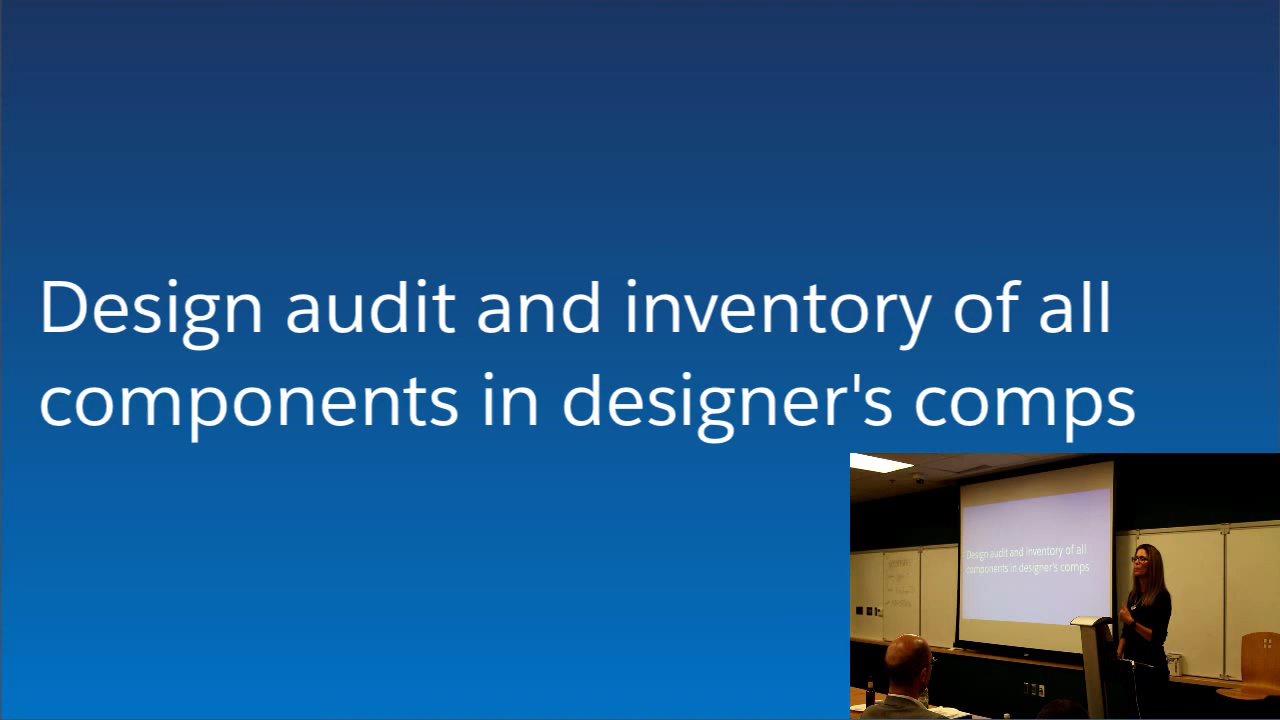 Design audit and inventory of all
components in designer's comps
Design audit and inventory of all
components in designer's comps